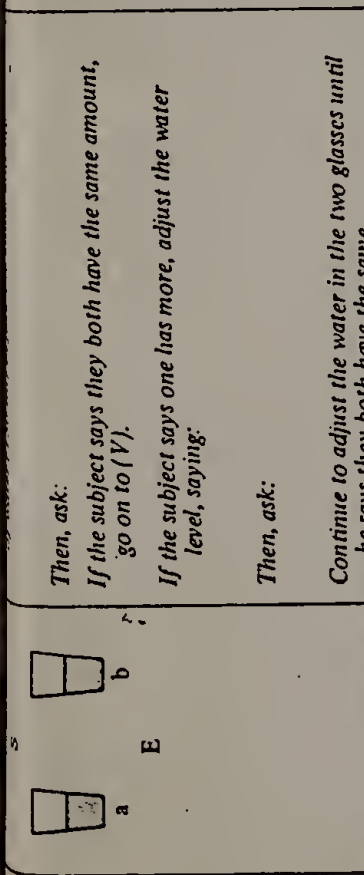 s
a
b
E
Then, ask:
If the subject says they both have the same amount,
go on to (V).
If the subject says one has more, adjust the water
level, saying:
Then, ask:
Continue to adjust the water in the two glasses until
he says they both have the same